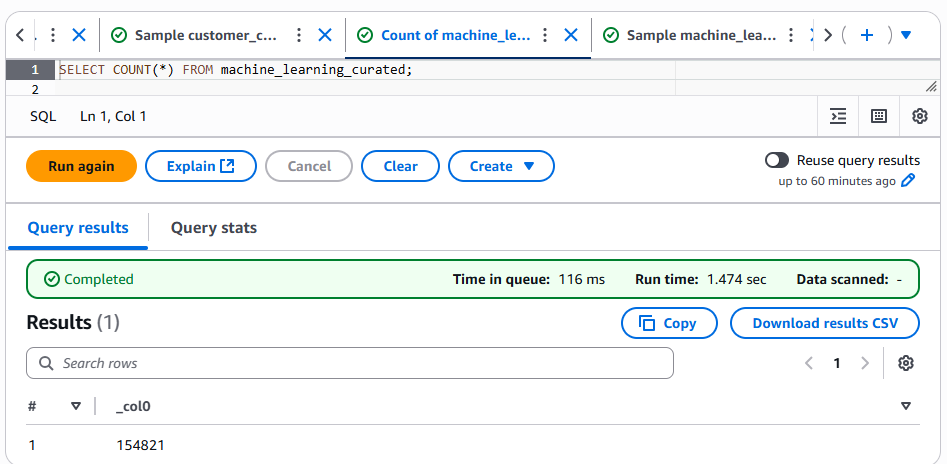 . Sample customer_c... Count of machine_le... Sample machine_lea... ( + )
1 SELECT COUNT(*) FROM machine_learning_curated;
2
SQL Ln 1, Col 1
Run again Explain Cancel Clear Create Reuse query results
up to 60 minutes ago
Query results Query stats
Completed Time in queue: 116 ms Run time: 1.474 sec Data scanned: -
Results (1) Copy Download results CSV
Search rows 1
# _col0
1 154821